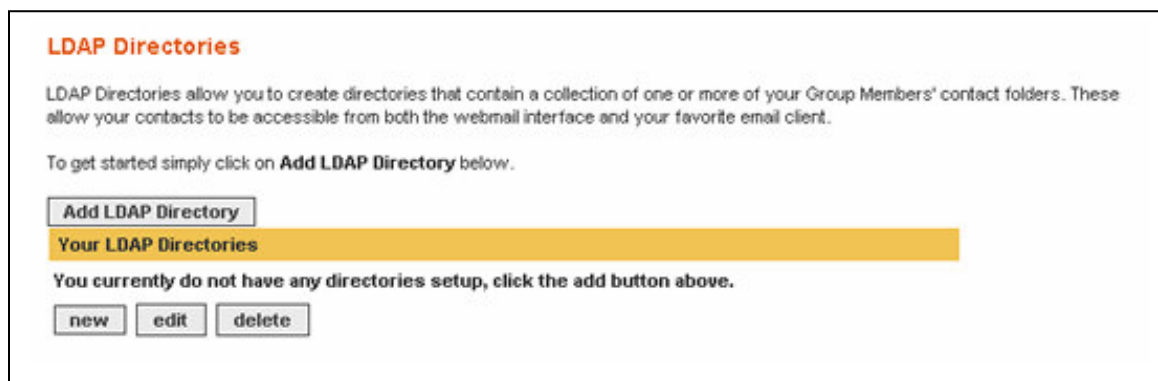 LDAP Directories
LDAP Directories allow you to create directories that contain a collection of one or more of your Group Members' contact folders. These
allow your contacts to be accessible from both the webmail interface and your favorite email client.
To get started simply click on Add LDAP Directory below.
Add LDAP Directory
Your LDAP Directories
You currently do not have any directories setup, click the add button above.
new edit delete